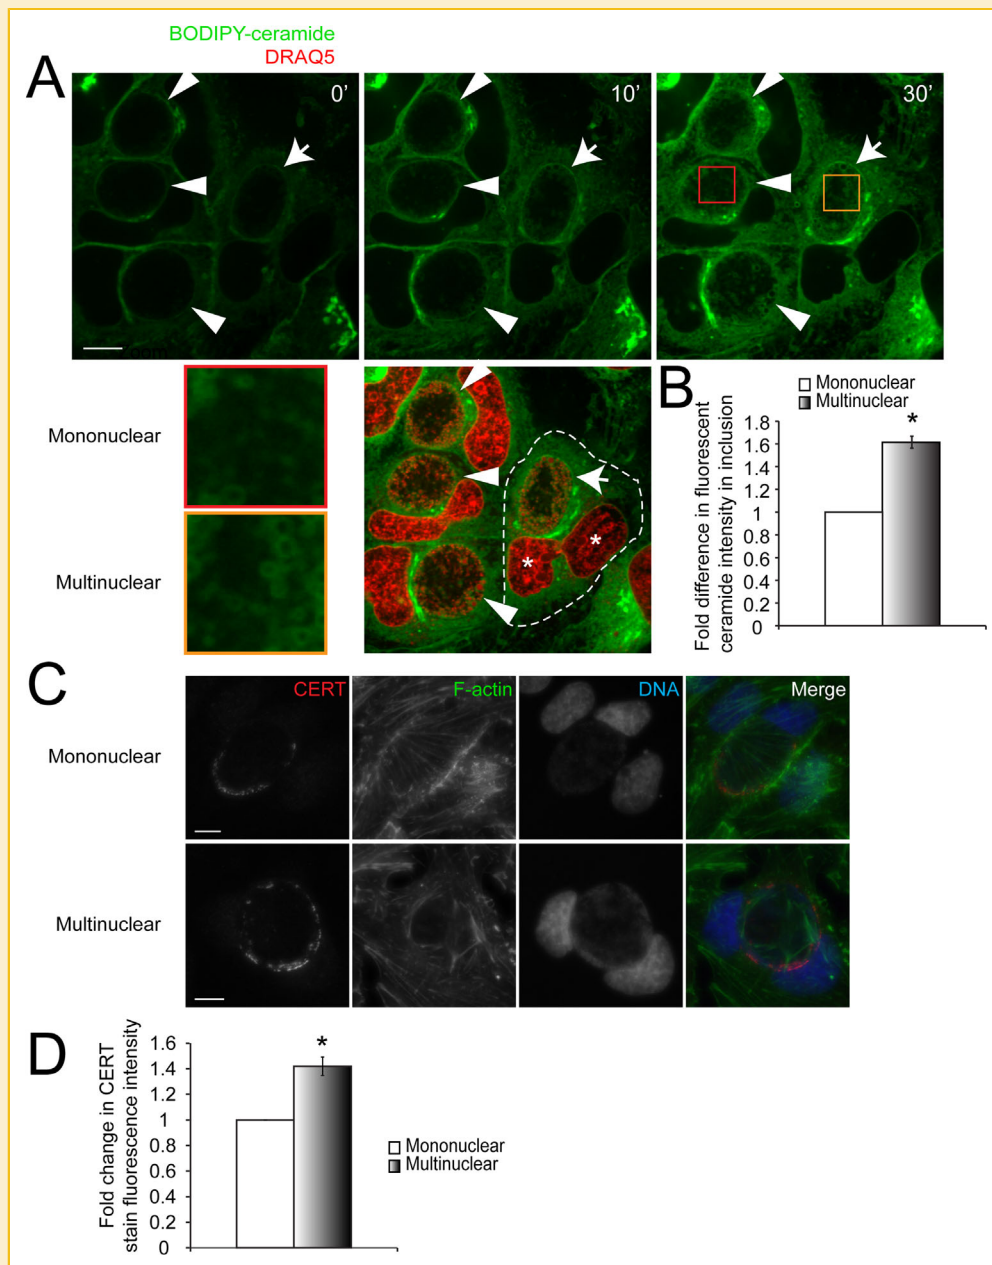 BODIPY-ceramide
DRAQ5
A
0'
10'
30'
Mononuclear
Multinuclear
*
*
B
Mononuclear
Multinuclear
Fold difference in fluorescent
ceramide intensity in inclusion
1.8
1.6
1.4
1.2
1
0.8
0.6
0.4
0.2
0
*
C
CERT
F-actin
DNA
Merge
Mononuclear
Multinuclear
D
Fold change in CERT
stain fluorescence intensity
1.6
1.4
1.2
1
0.8
0.6
0.4
0.2
0
*
Mononuclear
Multinuclear